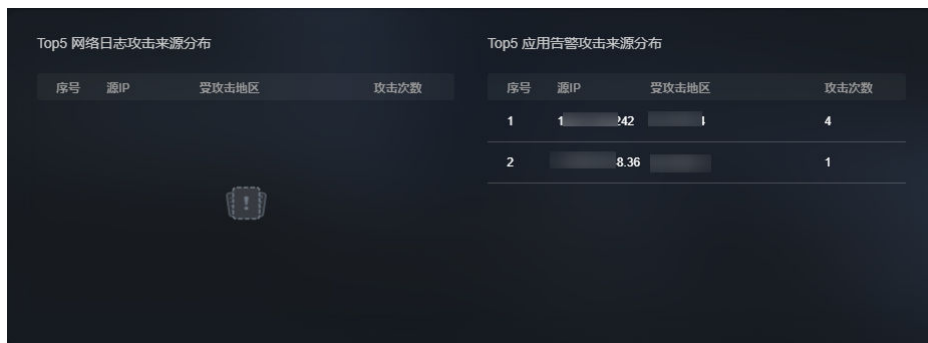 Top5 网络日志攻击来源分布
序号 源IP 受攻击地区 攻击次数
Top5 应用告警攻击来源分布
序号 源IP 受攻击地区 攻击次数
1 1 242 4
2 8.36 1